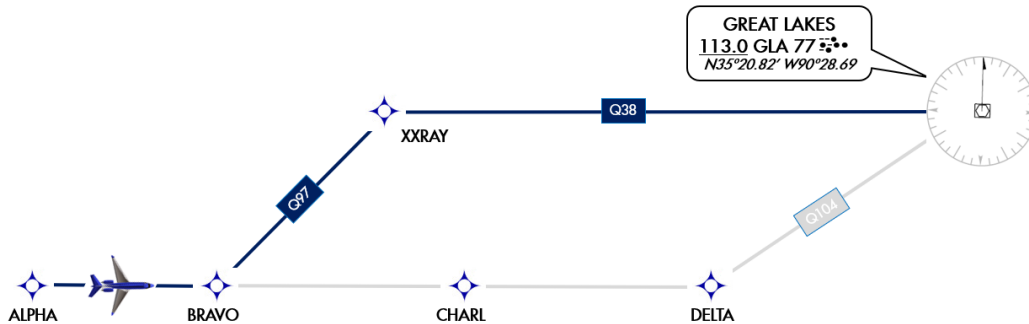 GREAT LAKES
113.0 GLA 77
N35°20.82' W90°28.69
Q38
XXRAY
Q97
Q104
ALPHA
BRAVO
CHARL
DELTA